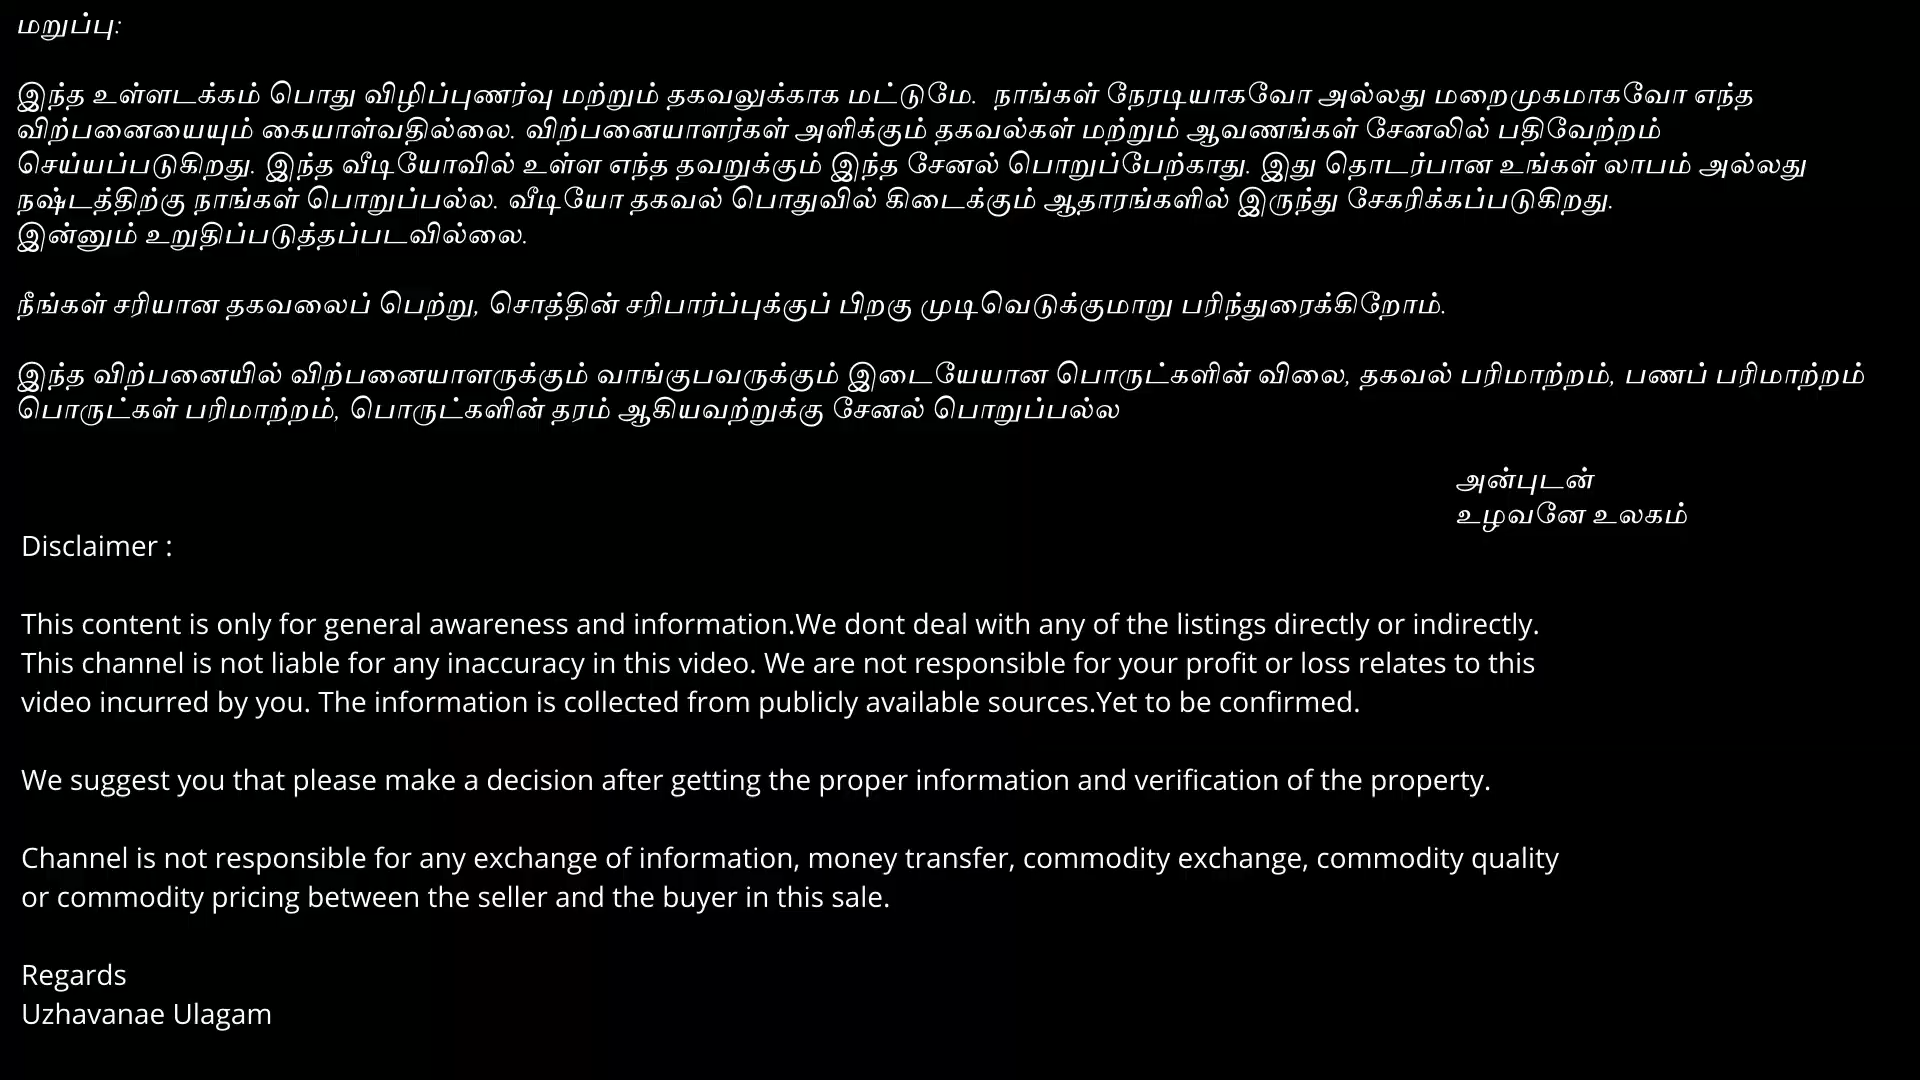 மறுப்பு:
இந்த உள்ளடக்கம் பொது விழிப்புணர்வு மற்றும் தகவலுக்காக மட்டுமே. நாங்கள் நேரடியாகவோ அல்லது மறைமுகமாகவோ எந்த
விற்பனையையும் கையாள்வதில்லை. விற்பனையாளர்கள் அளிக்கும் தகவல்கள் மற்றும் ஆவணங்கள் சேனலில் பதிவேற்றம்
செய்யப்படுகிறது. இந்த வீடியோவில் உள்ள எந்த தவறுக்கும் இந்த சேனல் பொறுப்பேற்காது. இது தொடர்பான உங்கள் லாபம் அல்லது
நஷ்டத்திற்கு நாங்கள் பொறுப்பல்ல. வீடியோ தகவல் பொதுவில் கிடைக்கும் ஆதாரங்களில் இருந்து சேகரிக்கப்படுகிறது.
இன்னும் உறுதிப்படுத்தப்படவில்லை.
நீங்கள் சரியான தகவலைப் பெற்று, சொத்தின் சரிபார்ப்புக்குப் பிறகு முடிவெடுக்குமாறு பரிந்துரைக்கிறோம்.
இந்த விற்பனையில் விற்பனையாளருக்கும் வாங்குபவருக்கும் இடையேயான பொருட்களின் விலை, தகவல் பரிமாற்றம், பணப் பரிமாற்றம்
பொருட்கள் பரிமாற்றம், பொருட்களின் தரம் ஆகியவற்றுக்கு சேனல் பொறுப்பல்ல
அன்புடன்
உழவனே உலகம்
Disclaimer :
This content is only for general awareness and information.We dont deal with any of the listings directly or indirectly.
This channel is not liable for any inaccuracy in this video. We are not responsible for your profit or loss relates to this
video incurred by you. The information is collected from publicly available sources.Yet to be confirmed.
We suggest you that please make a decision after getting the proper information and verification of the property.
Channel is not responsible for any exchange of information, money transfer, commodity exchange, commodity quality
or commodity pricing between the seller and the buyer in this sale.
Regards
Uzhavanae Ulagam